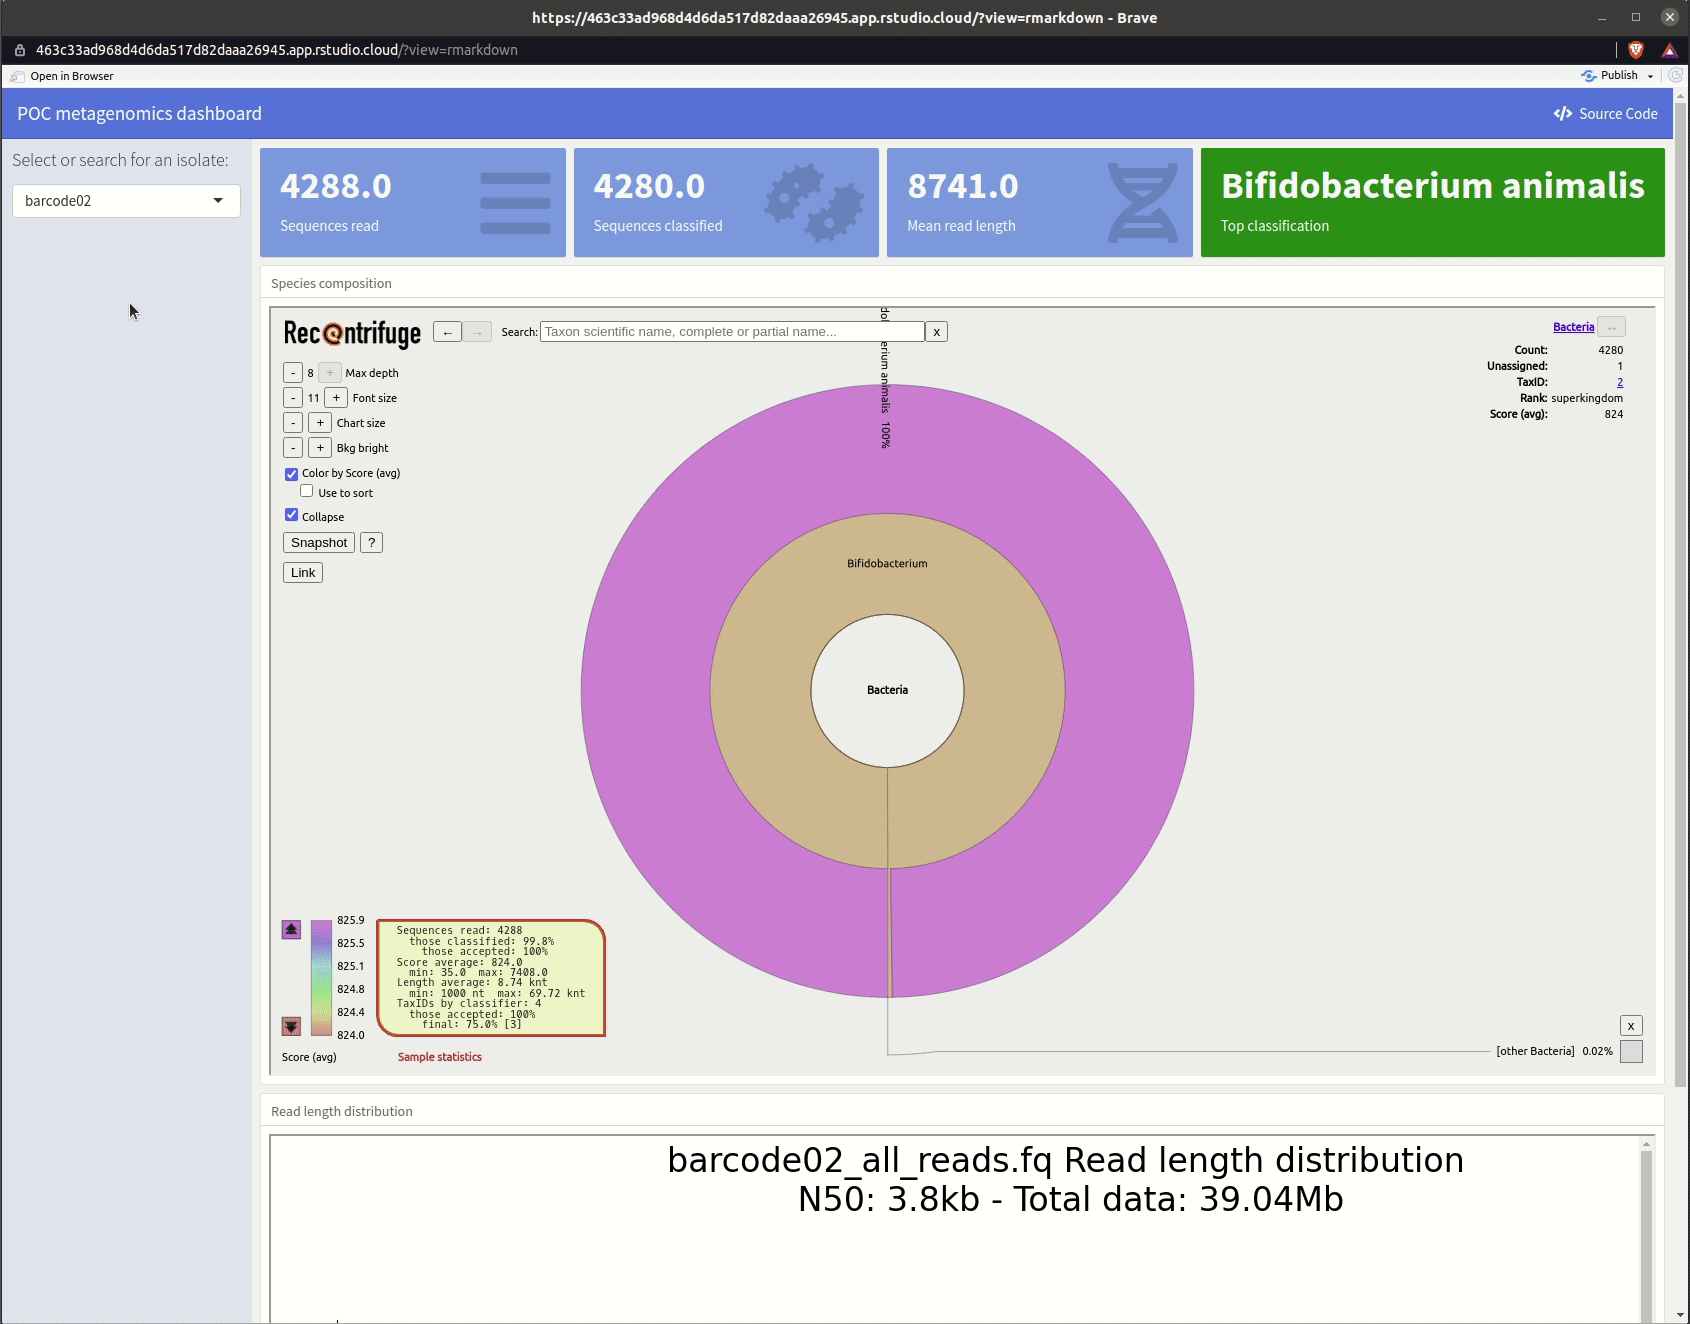 https://463c33ad968d4d6da517d82daaa26945.app.rstudio.cloud/?view=rmarkdown - Brave
463c33ad968d4d6da517d82daaa26945.app.rstudio.cloud/?view=rmarkdown
Open in Browser
Publish
POC metagenomics dashboard
</> Source Code
Select or search for an isolate:
barcode02
4288.0
Sequences read
4280.0
Sequences classified
8741.0
Mean read length
Bifidobacterium animalis
Top classification
Species composition
Recentrifuge
← → Search: Taxon scientific name, complete or partial name... x
- 8 + Max depth
- 11 + Font size
- + Chart size
- + Bkg bright
Color by Score (avg)
Use to sort
Collapse
Snapshot ?
Link
Bacteria ↔
Count: 4280
Unassigned: 1
TaxID: 2
Rank: superkingdom
Score (avg): 824
animalis 100%
Bifidobacterium
Bacteria
825.9
825.5
825.1
824.8
824.4
824.0
Score (avg)
Sequences read: 4288
those classified: 99.8%
those accepted: 100%
Score average: 824.0
min: 35.0 max: 7408.0
Length average: 8.74 knt
min: 1000 nt max: 69.72 knt
TaxIDs by classifier: 4
those accepted: 100%
final: 75.0% [3]
Sample statistics
x
[other Bacteria] 0.02%
Read length distribution
barcode02_all_reads.fq Read length distribution
N50: 3.8kb - Total data: 39.04Mb